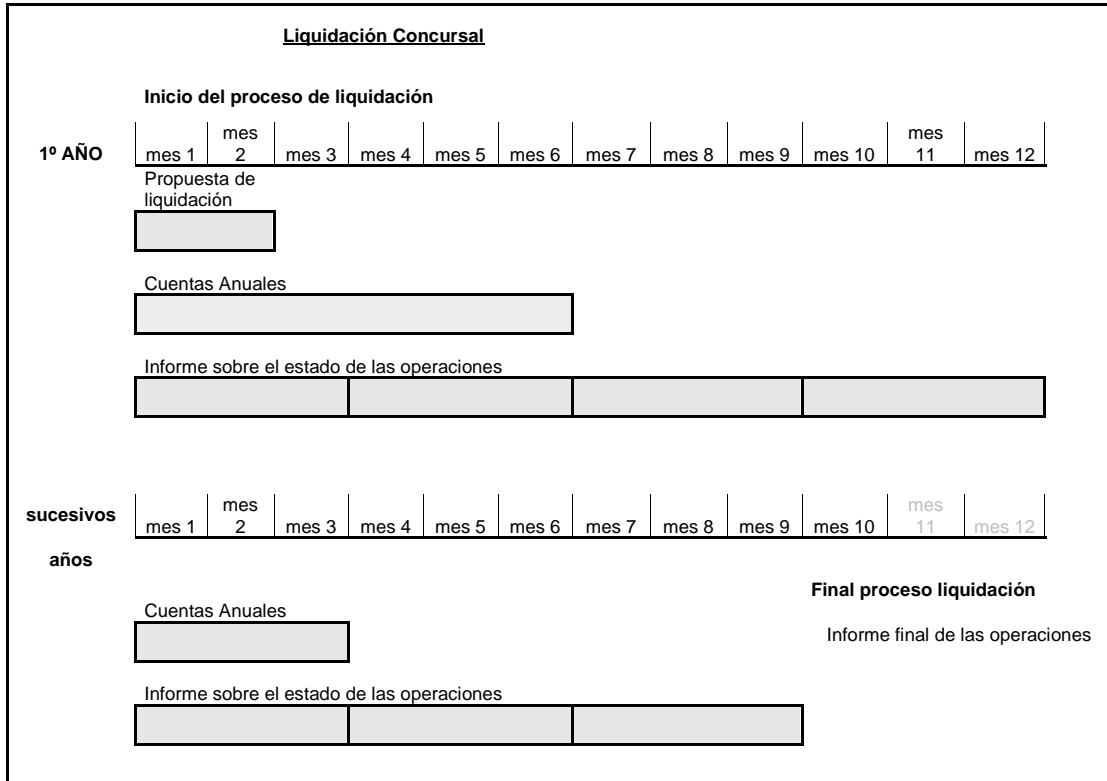 Liquidación Concursal
Inicio del proceso de liquidación
1º AÑO
mes 1 mes 2 mes 3 mes 4 mes 5 mes 6 mes 7 mes 8 mes 9 mes 10 mes 11 mes 12
Propuesta de
liquidación
Cuentas Anuales
Informe sobre el estado de las operaciones
sucesivos
años
mes 1 mes 2 mes 3 mes 4 mes 5 mes 6 mes 7 mes 8 mes 9 mes 10 mes 11 mes 12
Final proceso liquidación
Cuentas Anuales
Informe final de las operaciones
Informe sobre el estado de las operaciones